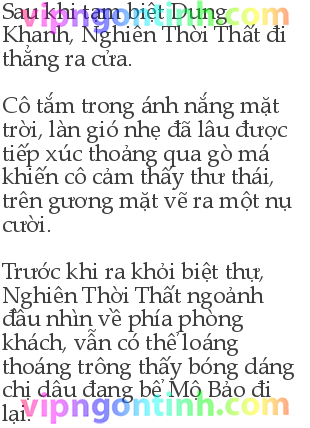 Sau khi tạm biệt Dung
Khanh, Nghiên Thời Thất đi
thẳng ra cửa.
Cô tắm trong ánh nắng mặt
trời, làn gió nhẹ đã lâu được
tiếp xúc thoảng qua gò má
khiến cô cảm thấy thư thái,
trên gương mặt vẽ ra một nụ
cười.
Trước khi ra khỏi biệt thự,
Nghiên Thời Thất ngoảnh
đầu nhìn về phía phòng
khách, vẫn có thể loáng
thoáng trông thấy bóng dáng
chị dâu đang bế Mộ Bảo đi
lại.
vipngontinh.com
vipngontinh.com